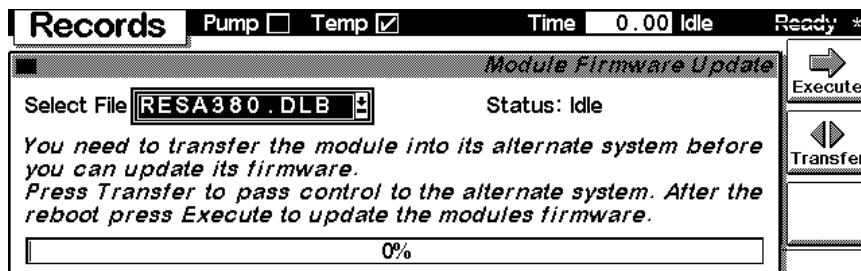 Records Pump Temp Time 0.00 Idle Ready *
Module Firmware Update
Execute
Select File RESA380.DLB Status: Idle
You need to transfer the module into its alternate system before
you can update its firmware.
Transfer
Press Transfer to pass control to the alternate system. After the
reboot press Execute to update the modules firmware.
0%